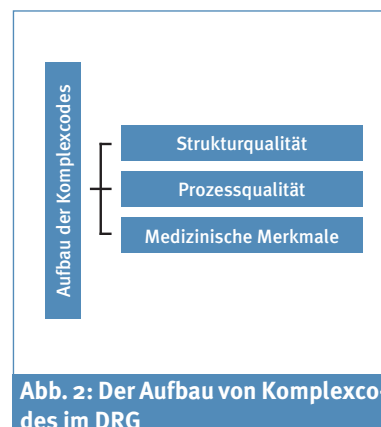 Aufbau der Komplexcodes
Strukturqualität
Prozessqualität
Medizinische Merkmale
Abb. 2: Der Aufbau von Komplexco-
des im DRG